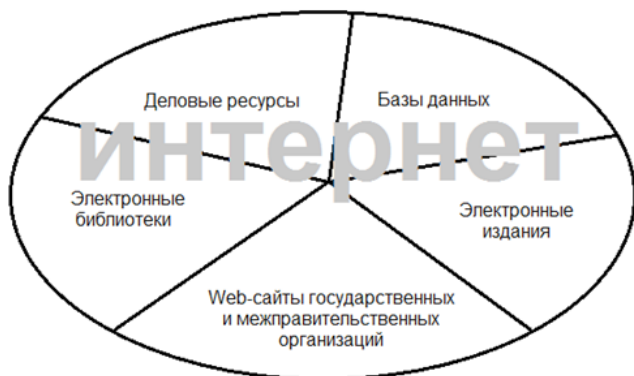 Деловые ресурсы
Базы данных
интернет
Электронные
библиотеки
Электронные
издания
Web-сайты государственных
и межправительственных
организаций